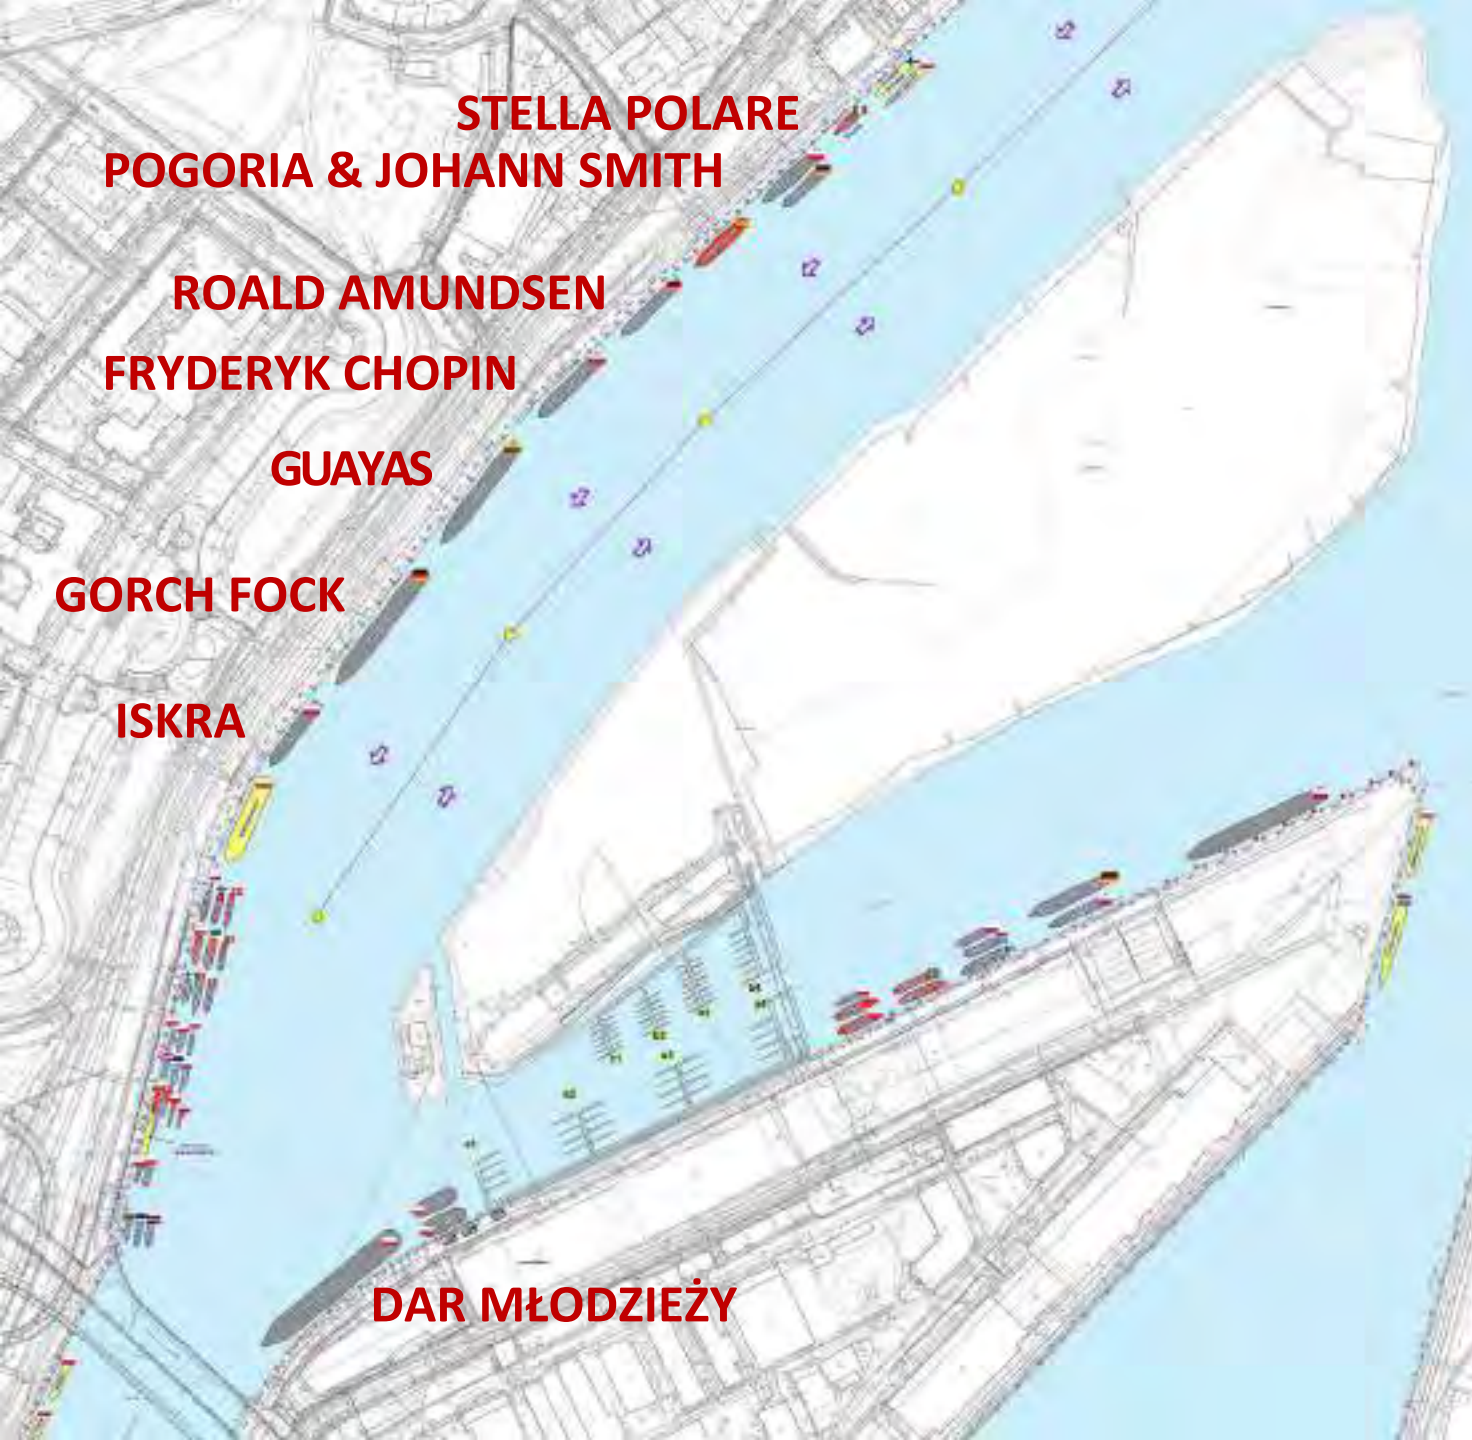 STELLA POLARE
POGORIA & JOHANN SMITH
ROALD AMUNDSEN
FRYDERYK CHOPIN
GUAYAS
GORCH FOCK
ISKRA
DAR MŁODZIEŻY